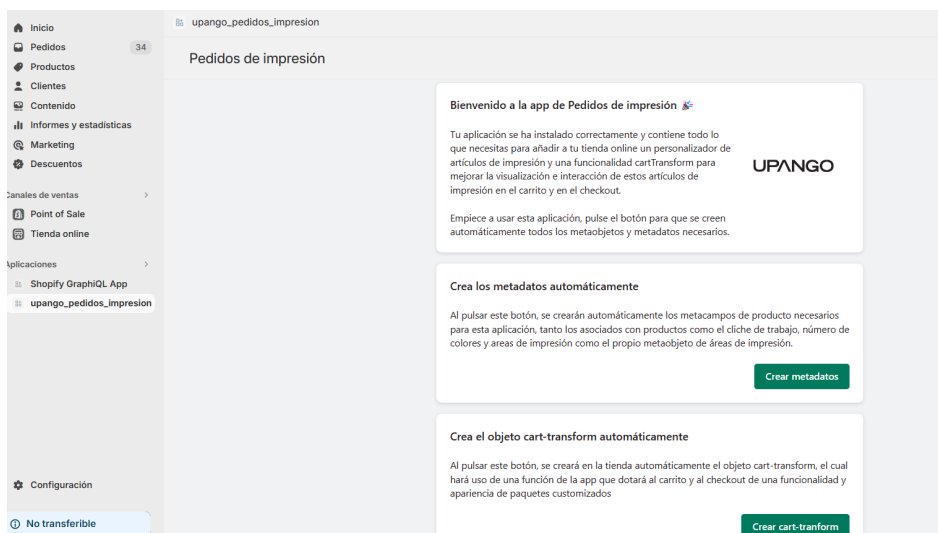 Inicio
Pedidos 34
Productos
Clientes
Contenido
Informes y estadísticas
Marketing
Descuentos
Canales de ventas
Point of Sale
Tienda online
Aplicaciones
Shopify GraphiQL App
upango_pedidos_impresion
Configuración
No transferible
upango_pedidos_impresion
Pedidos de impresión
Bienvenido a la app de Pedidos de impresión 🎉
Tu aplicación se ha instalado correctamente y contiene todo lo
que necesitas para añadir a tu tienda online un personalizador de
artículos de impresión y una funcionalidad cartTransform para
mejorar la visualización e interacción de estos artículos de
impresión en el carrito y en el checkout.
Empiece a usar esta aplicación, pulse el botón para que se creen
automáticamente todos los metaobjetos y metadatos necesarios.
UPANGO
Crea los metadatos automáticamente
Al pulsar este botón, se crearán automáticamente los metacampos de producto necesarios
para esta aplicación, tanto los asociados con productos como el cliche de trabajo, número de
colores y areas de impresión como el propio metaobjeto de áreas de impresión.
Crear metadatos
Crea el objeto cart-transform automáticamente
Al pulsar este botón, se creará en la tienda automáticamente el objeto cart-transform, el cual
hará uso de una función de la app que dotará al carrito y al checkout de una funcionalidad y
apariencia de paquetes customizados
Crear cart-tranform